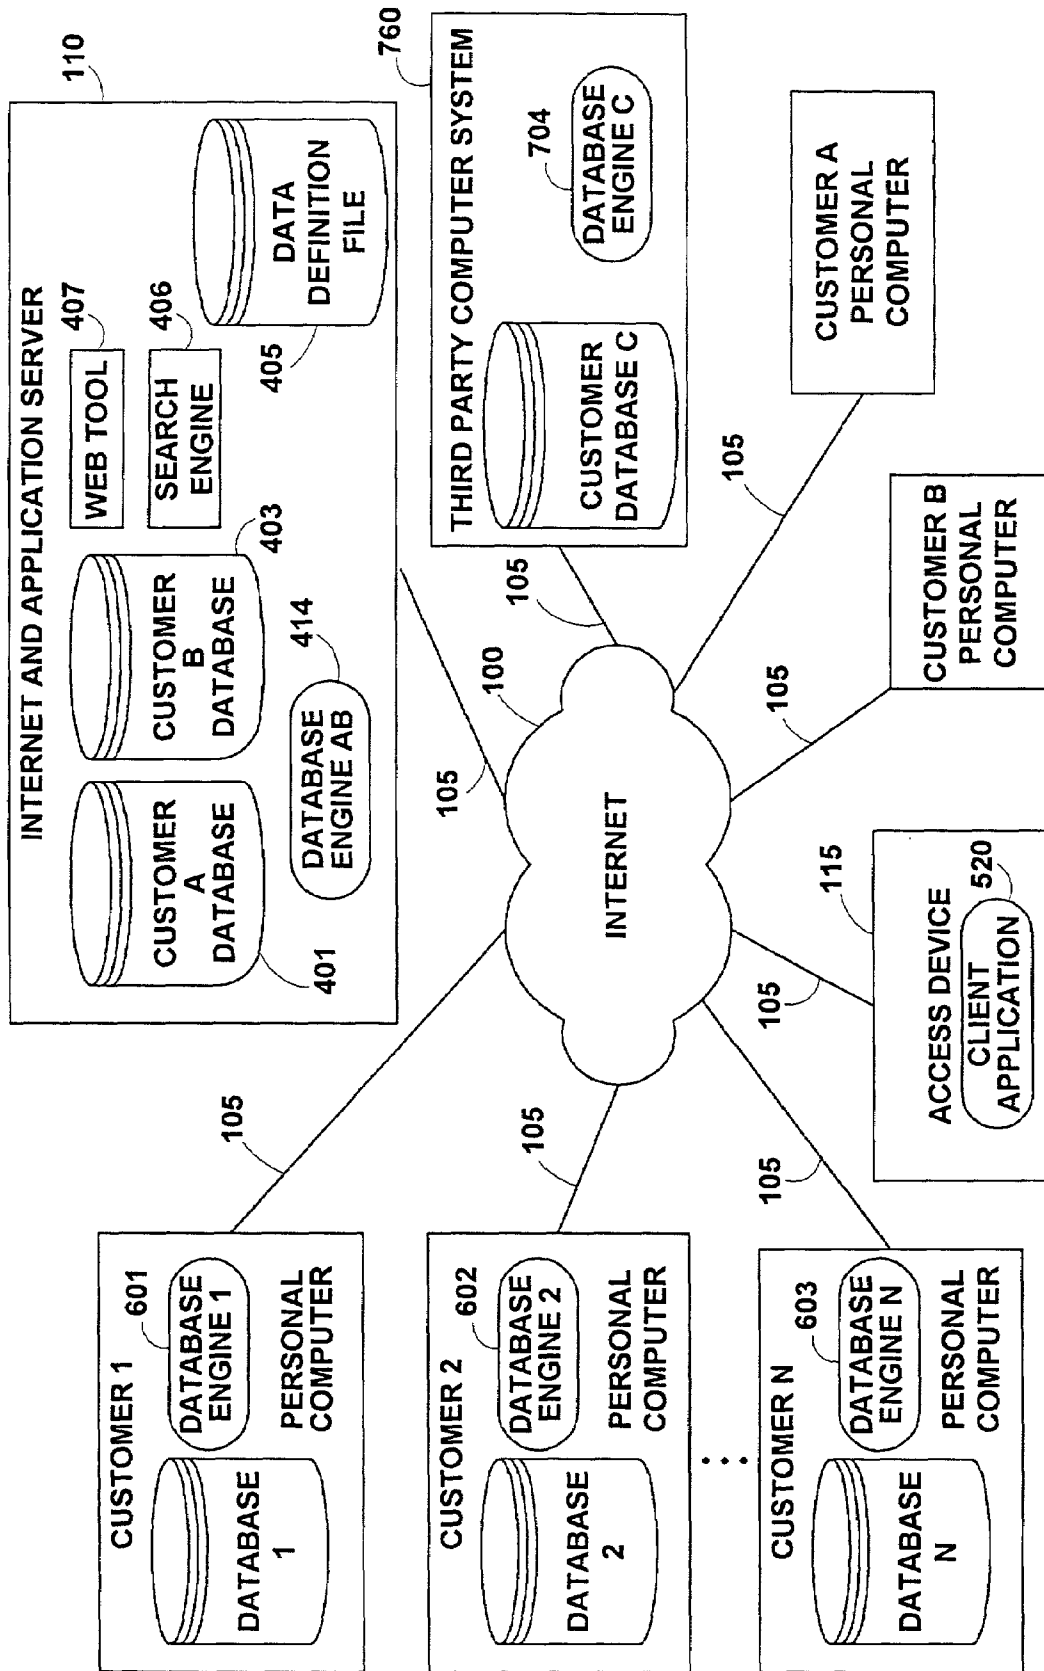 INTERNET AND APPLICATION SERVER
110
CUSTOMER
A
DATABASE
401
CUSTOMER
B
DATABASE
403
DATABASE
ENGINE AB
414
WEB TOOL
407
SEARCH
ENGINE
406
DATA
DEFINITION
FILE
405
CUSTOMER 1
DATABASE
1
601
DATABASE
ENGINE 1
PERSONAL
COMPUTER
105
CUSTOMER 2
DATABASE
2
602
DATABASE
ENGINE 2
PERSONAL
COMPUTER
105
CUSTOMER N
DATABASE
N
603
DATABASE
ENGINE N
PERSONAL
COMPUTER
105
INTERNET
100
105
105
THIRD PARTY COMPUTER SYSTEM
760
CUSTOMER
DATABASE C
704
DATABASE
ENGINE C
105
ACCESS DEVICE
115
CLIENT
APPLICATION
520
105
CUSTOMER B
PERSONAL
COMPUTER
105
CUSTOMER A
PERSONAL
COMPUTER